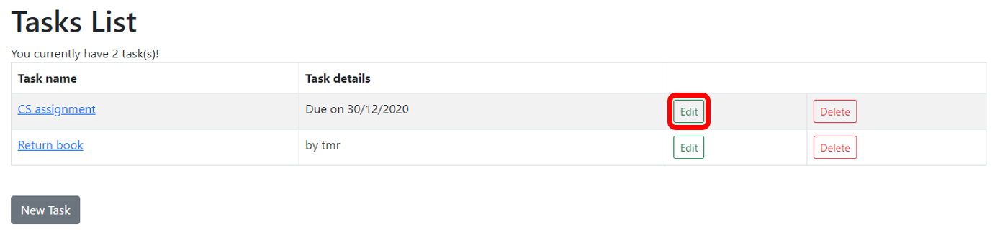 Tasks List
You currently have 2 task(s)!
Task name Task details
CS assignment Due on 30/12/2020 Edit Delete
Return book by tmr Edit Delete
New Task